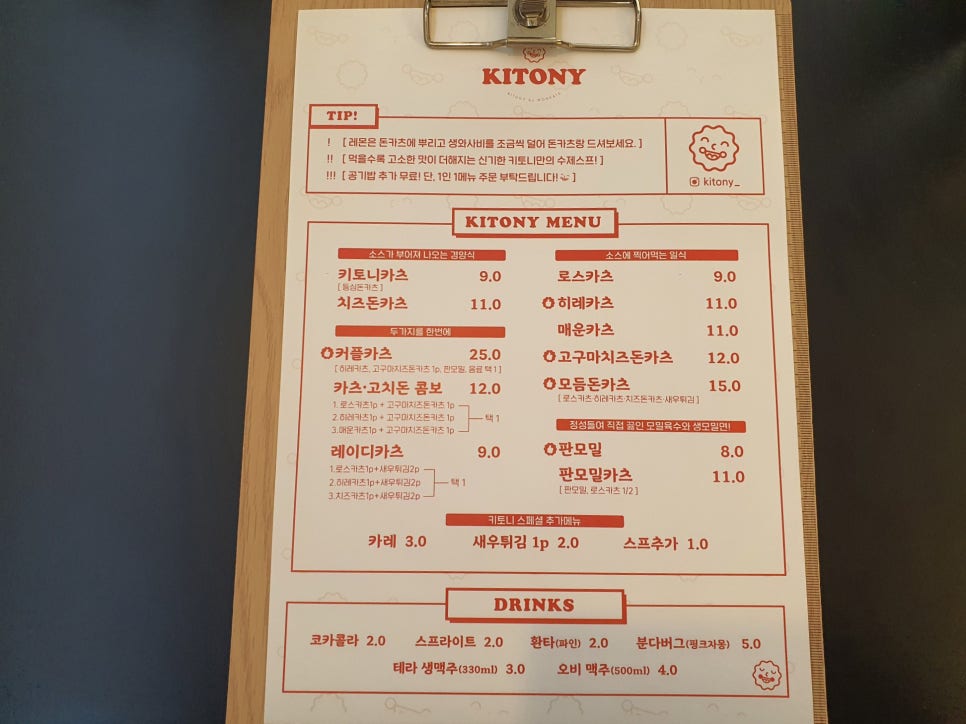 KITONY
TIP!
! [ 레몬은 돈카츠에 뿌리고 생와사비를 조금씩 덜어 돈카츠랑 드셔보세요. ]
!! [ 먹을수록 고소한 맛이 더해지는 신기한 키토니만의 수제스프! ]
!!! [ 공기밥 추가 무료! 단, 1인 1메뉴 주문 부탁드립니다! ]
kitony_
KITONY MENU
소스가 부어져 나오는 경양식
키토니카츠 9.0
[ 등심돈카츠 ]
치즈돈카츠 11.0
두가지를 한번에
커플카츠 25.0
[ 히레카츠, 고구마치즈돈카츠 1p, 판모밀, 음료 택 1 ]
카츠·고치돈 콤보 12.0
1. 로스카츠1p + 고구마치즈돈카츠 1p
2. 히레카츠1p + 고구마치즈돈카츠 1p
3. 매운카츠1p + 고구마치즈돈카츠 1p
택 1
레이디카츠 9.0
1.로스카츠1p+새우튀김2p
2.히레카츠1p+새우튀김2p
3.치즈카츠1p+새우튀김2p
택 1
소스에 찍어먹는 일식
로스카츠 9.0
히레카츠 11.0
매운카츠 11.0
고구마치즈돈카츠 12.0
모듬돈카츠 15.0
[ 로스카츠·히레카츠·치즈돈카츠·새우튀김 ]
정성들여 직접 끓인 모밀육수와 생모밀면!
판모밀 8.0
판모밀카츠 11.0
[ 판모밀, 로스카츠 1/2 ]
키토니 스페셜 추가메뉴
카레 3.0 새우튀김 1p 2.0 스프추가 1.0
DRINKS
코카콜라 2.0 스프라이트 2.0 환타(파인) 2.0 분다버그(핑크자몽) 5.0
테라 생맥주(330ml) 3.0 오비 맥주(500ml) 4.0